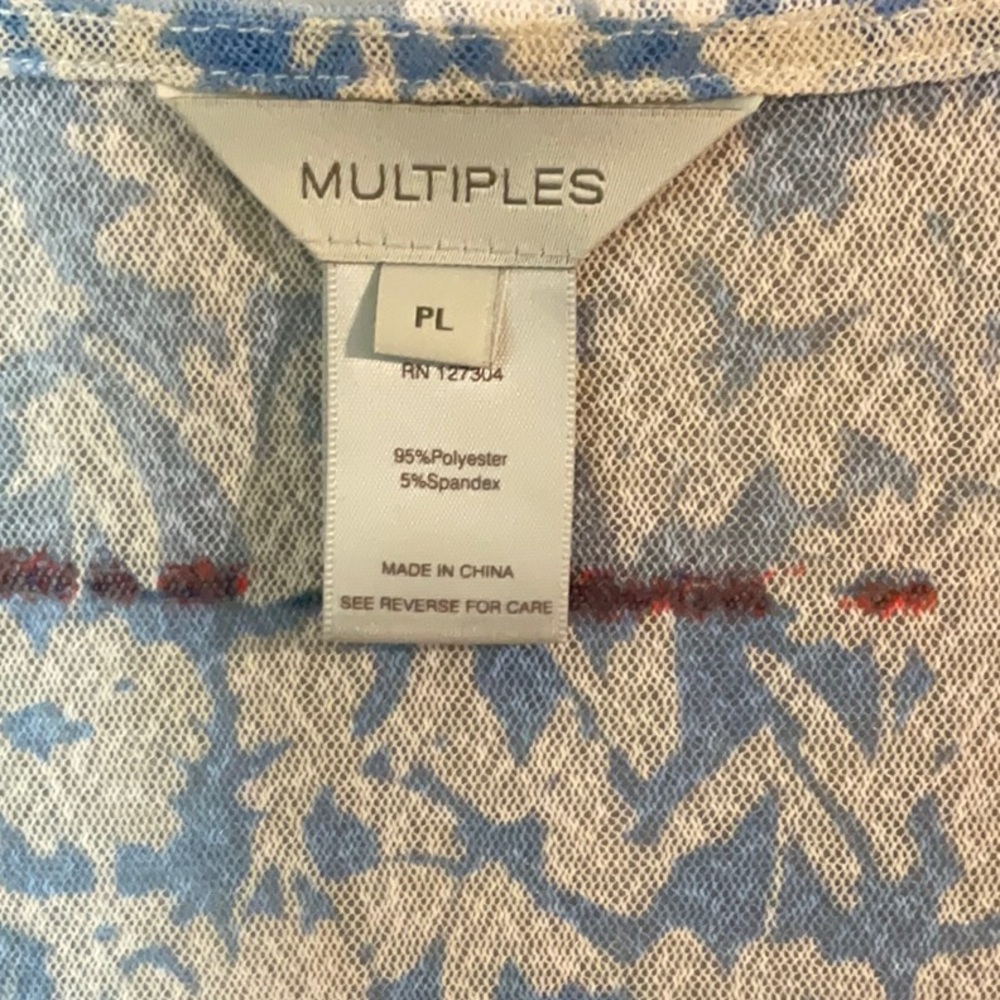 MULTIPLES
PL
RN 127304
95%Polyester
5%Spandex
MADE IN CHINA
SEE REVERSE FOR CARE